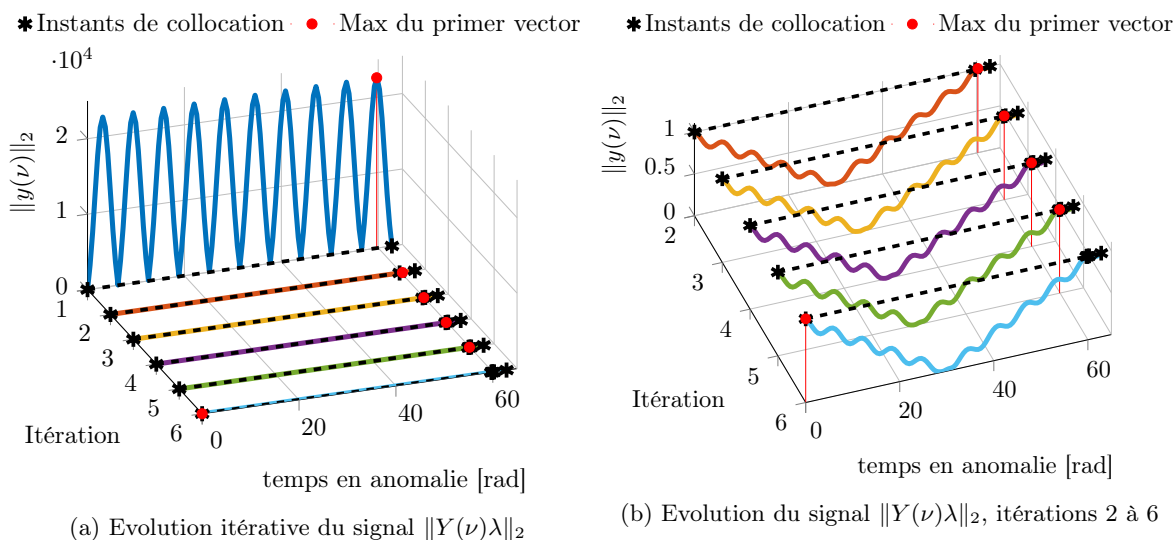 Instants de collocation Max du primer vector
·10⁴
2
1
0
‖y(ν)‖₂
1
2
3
4
5
6
Itération
0
20
40
60
temps en anomalie [rad]
(a) Evolution itérative du signal ‖Y(ν)λ‖₂
Instants de collocation Max du primer vector
1
0.5
0
‖y(ν)‖₂
2
3
4
5
6
Itération
0
20
40
60
temps en anomalie [rad]
(b) Evolution du signal ‖Y(ν)λ‖₂, itérations 2 à 6